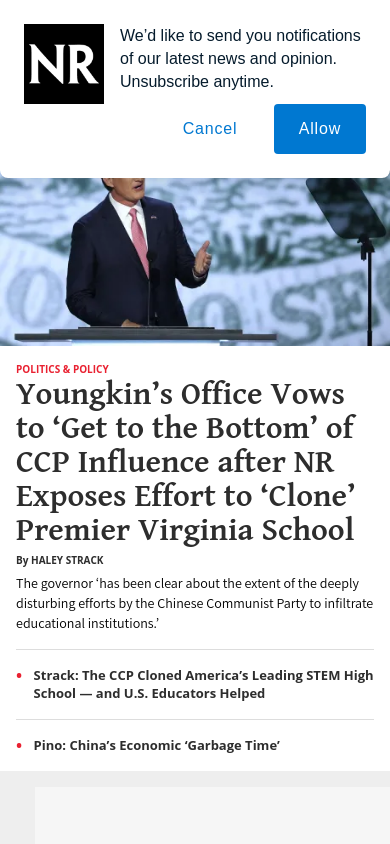 NR
We’d like to send you notifications
of our latest news and opinion.
Unsubscribe anytime.
Cancel
Allow
POLITICS & POLICY
Youngkin’s Office Vows
to ‘Get to the Bottom’ of
CCP Influence after NR
Exposes Effort to ‘Clone’
Premier Virginia School
By HALEY STRACK
The governor ‘has been clear about the extent of the deeply
disturbing efforts by the Chinese Communist Party to infiltrate
educational institutions.’
• Strack: The CCP Cloned America’s Leading STEM High
School — and U.S. Educators Helped
• Pino: China’s Economic ‘Garbage Time’